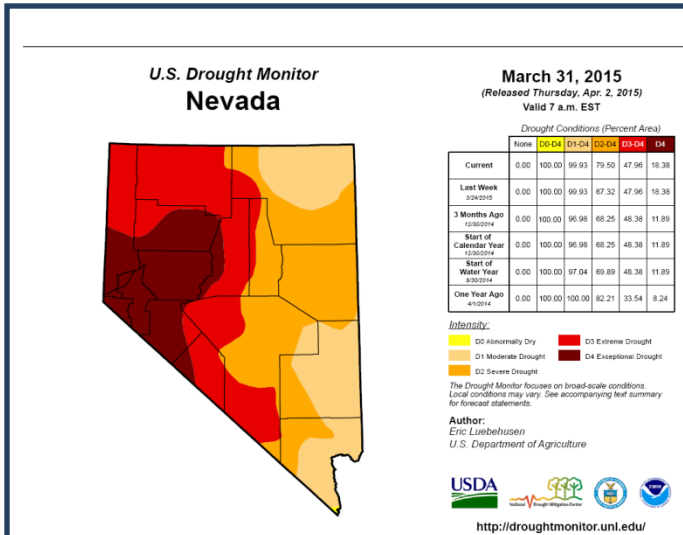 U.S. Drought Monitor
Nevada
March 31, 2015
(Released Thursday, Apr. 2, 2015)
Valid 7 a.m. EST
Drought Conditions (Percent Area)
None D0-D4 D1-D4 D2-D4 D3-D4 D4
Current 0.00 100.00 99.93 79.50 47.96 18.38
Last Week 3/24/2015 0.00 100.00 99.93 67.32 47.96 18.38
3 Months Ago 12/30/2014 0.00 100.00 96.98 68.25 48.38 11.89
Start of Calendar Year 12/30/2014 0.00 100.00 96.98 68.25 48.38 11.89
Start of Water Year 9/30/2014 0.00 100.00 97.04 69.89 48.38 11.89
One Year Ago 4/1/2014 0.00 100.00 100.00 82.21 33.54 8.24
Intensity:
D0 Abnormally Dry
D1 Moderate Drought
D2 Severe Drought
D3 Extreme Drought
D4 Exceptional Drought
The Drought Monitor focuses on broad-scale conditions.
Local conditions may vary. See accompanying text summary
for forecast statements.
Author:
Eric Luebehusen
U.S. Department of Agriculture
USDA
National Drought Mitigation Center
http://droughtmonitor.unl.edu/